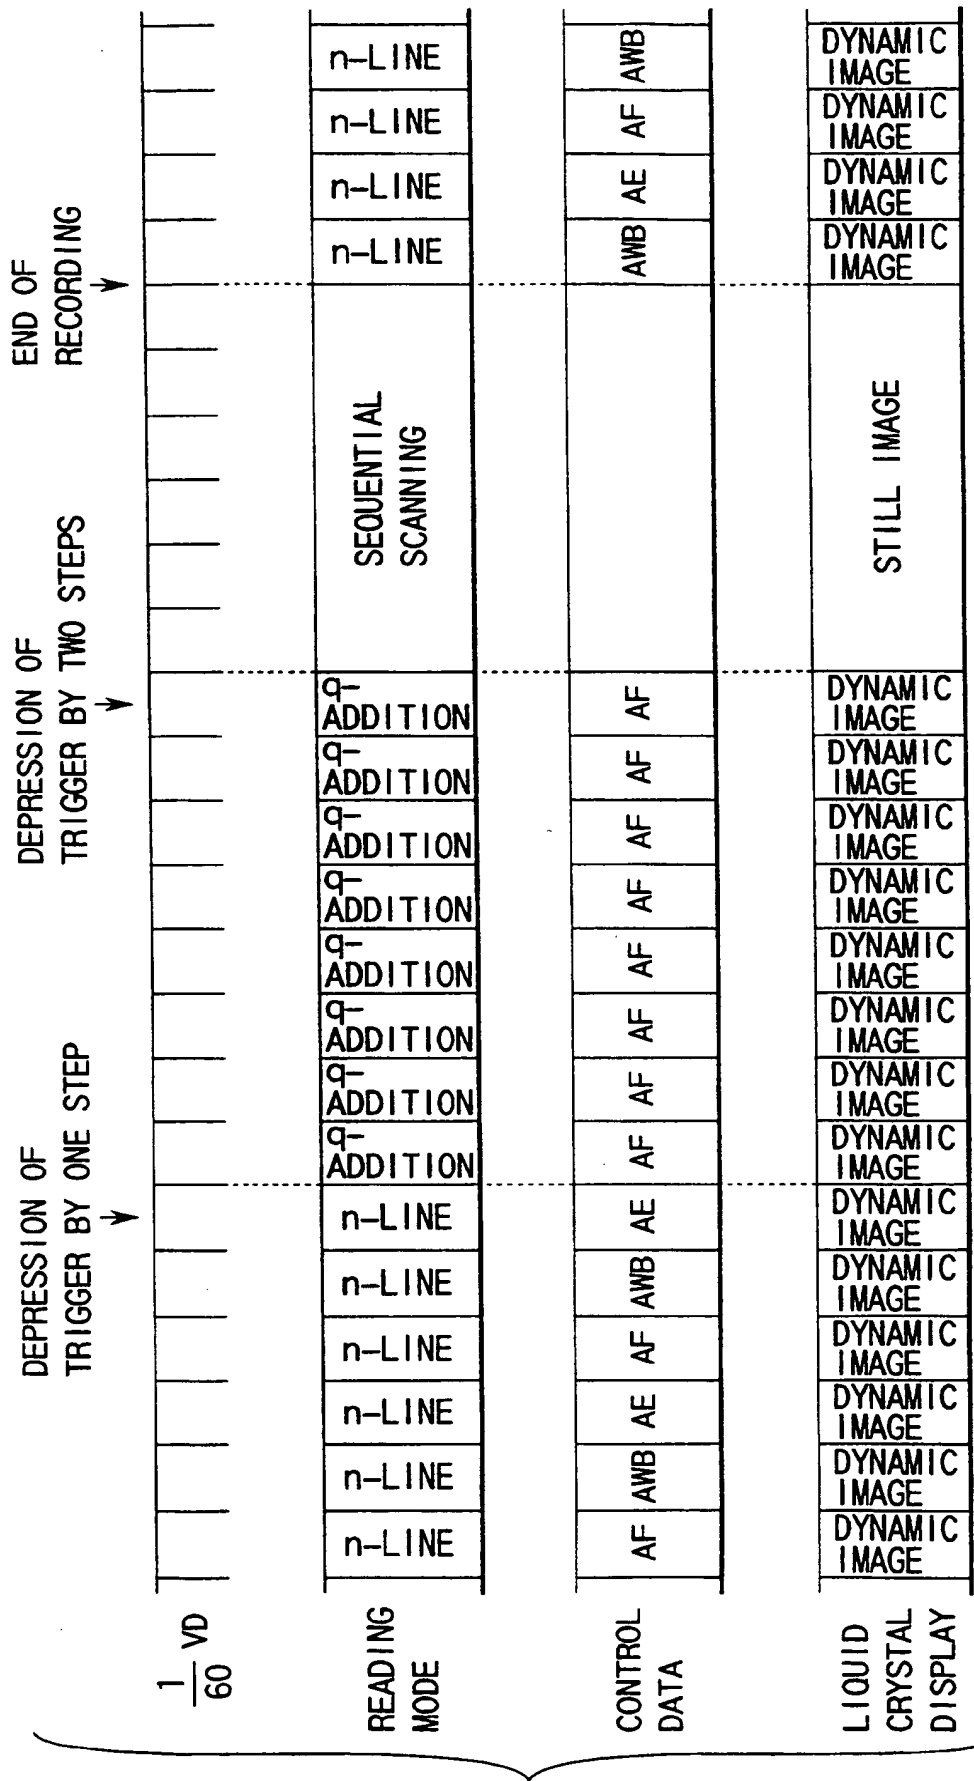 DEPRESSION OF
TRIGGER BY ONE STEP
DEPRESSION OF
TRIGGER BY TWO STEPS
END OF
RECORDING
1
60
VD
READING
MODE
n-LINE
n-LINE
n-LINE
n-LINE
n-LINE
n-LINE
q-
ADDITION
q-
ADDITION
q-
ADDITION
q-
ADDITION
q-
ADDITION
q-
ADDITION
q-
ADDITION
q-
ADDITION
SEQUENTIAL
SCANNING
n-LINE
n-LINE
n-LINE
n-LINE
CONTROL
DATA
AF
AWB
AE
AF
AWB
AE
AF
AF
AF
AF
AF
AF
AF
AF
AWB
AE
AF
AWB
LIQUID
CRYSTAL
DISPLAY
DYNAMIC
IMAGE
DYNAMIC
IMAGE
DYNAMIC
IMAGE
DYNAMIC
IMAGE
DYNAMIC
IMAGE
DYNAMIC
IMAGE
DYNAMIC
IMAGE
DYNAMIC
IMAGE
DYNAMIC
IMAGE
DYNAMIC
IMAGE
DYNAMIC
IMAGE
DYNAMIC
IMAGE
DYNAMIC
IMAGE
DYNAMIC
IMAGE
STILL IMAGE
DYNAMIC
IMAGE
DYNAMIC
IMAGE
DYNAMIC
IMAGE
DYNAMIC
IMAGE